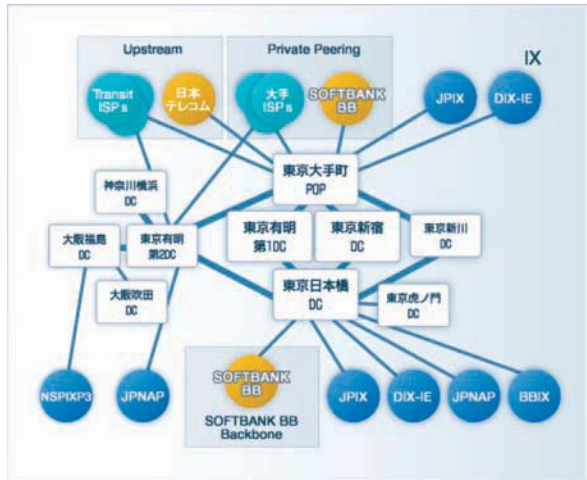 Upstream
Private Peering
IX
Transit
ISP's
日本
テレコム
大手
ISP's
SOFTBANK
BB
JPIX
DIX-IE
東京大手町
POP
神奈川横浜
DC
大阪福島
DC
東京有明
第2DC
東京有明
第1DC
東京新宿
DC
東京新川
DC
大阪吹田
DC
東京日本橋
DC
東京虎ノ門
DC
NSPIXP3
JPNAP
SOFTBANK
BB
SOFTBANK BB
Backbone
JPIX
DIX-IE
JPNAP
BBIX